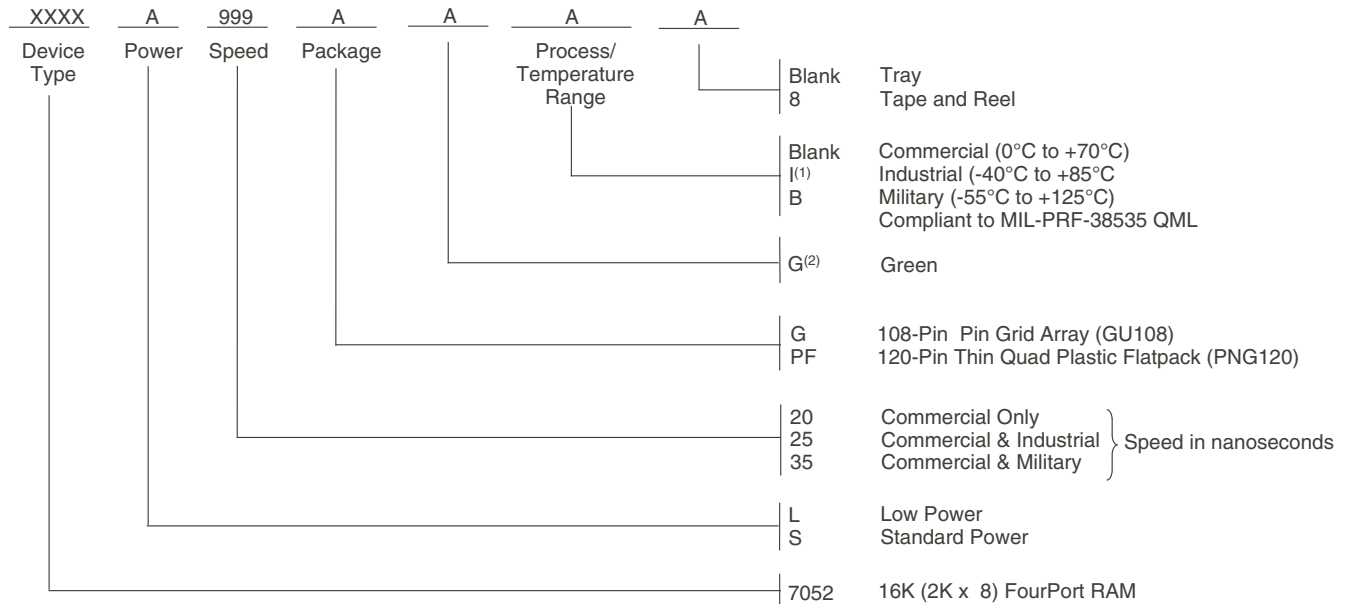 XXXX A 999 A A A A
Device Type Power Speed Package Process/ Temperature Range
Blank Tray
8 Tape and Reel
Blank Commercial (0°C to +70°C)
I(1) Industrial (-40°C to +85°C
B Military (-55°C to +125°C)
Compliant to MIL-PRF-38535 QML
G(2) Green
G 108-Pin Pin Grid Array (GU108)
PF 120-Pin Thin Quad Plastic Flatpack (PNG120)
20 Commercial Only
25 Commercial & Industrial Speed in nanoseconds
35 Commercial & Military
L Low Power
S Standard Power
7052 16K (2K x 8) FourPort RAM